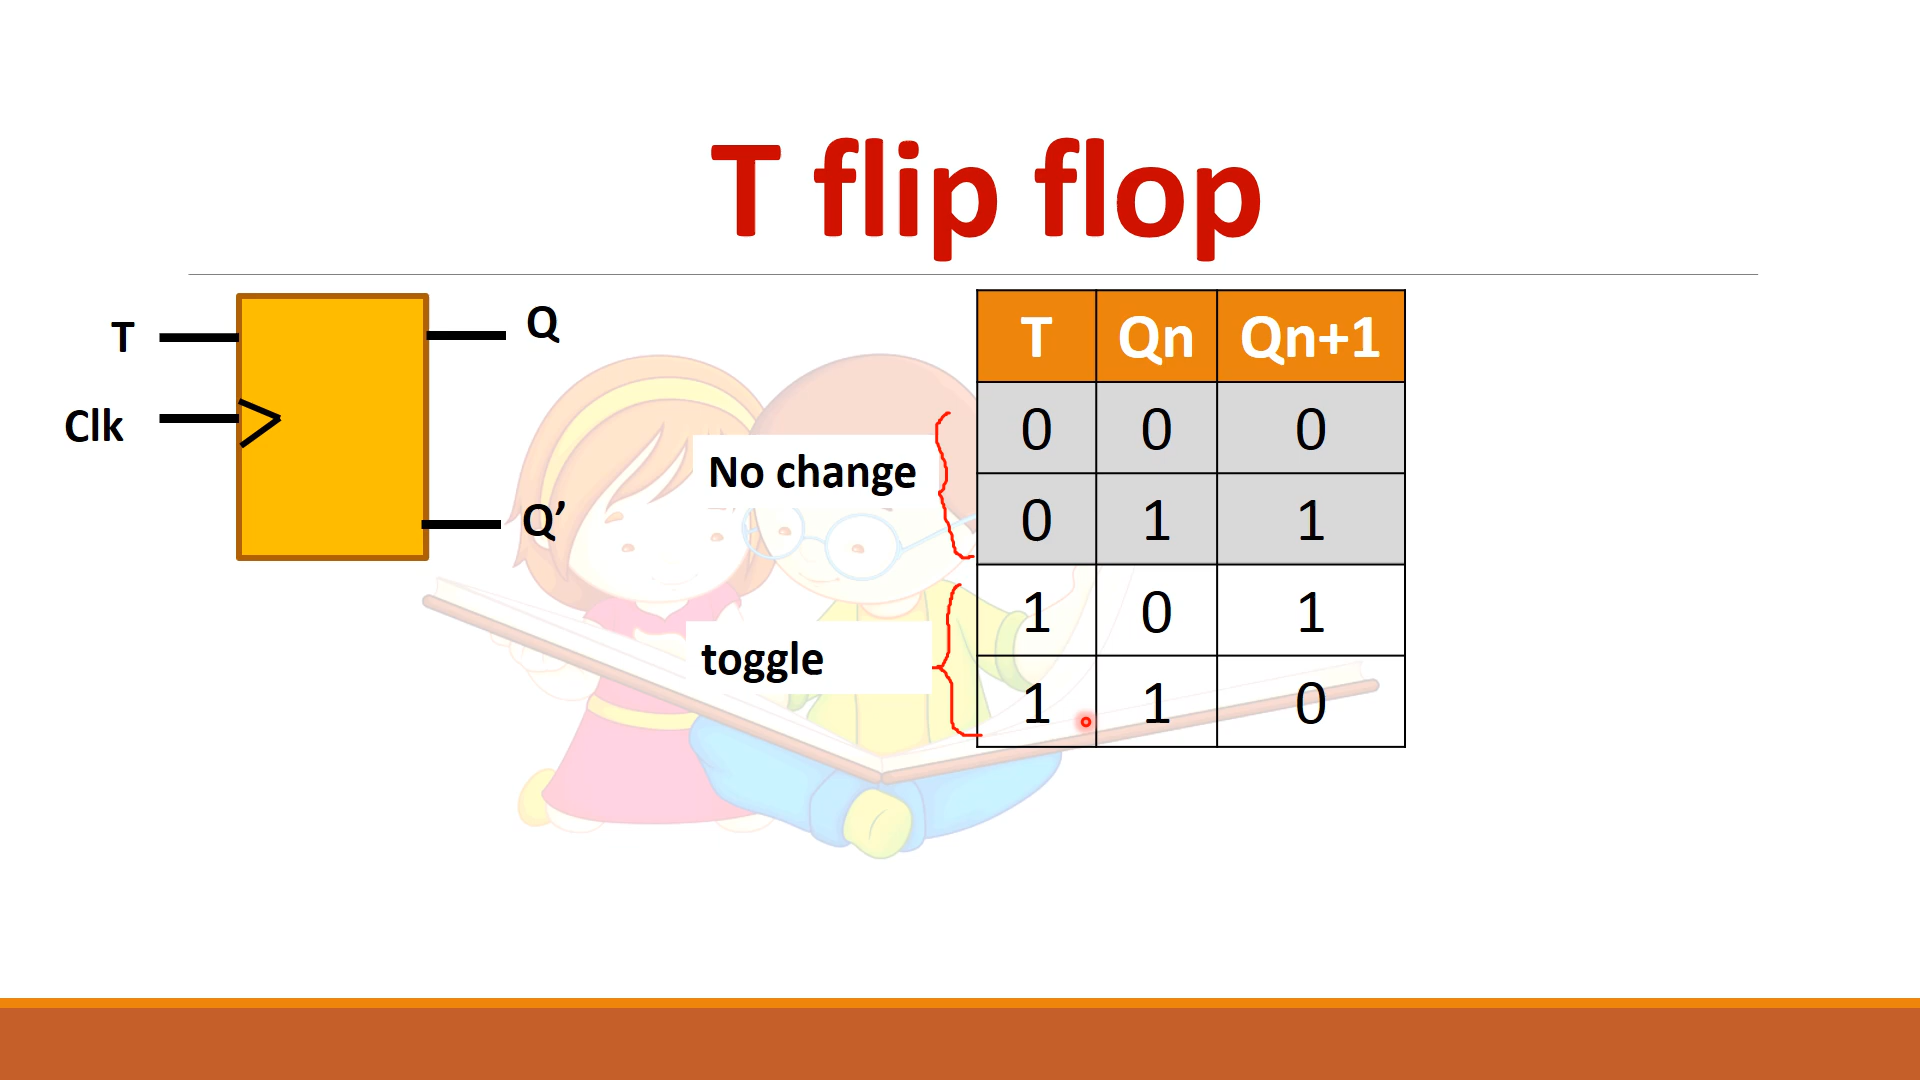 T flip flop
T
Q
Clk
Q’
No change
toggle
T Qn Qn+1
0 0 0
0 1 1
1 0 1
1 1 0